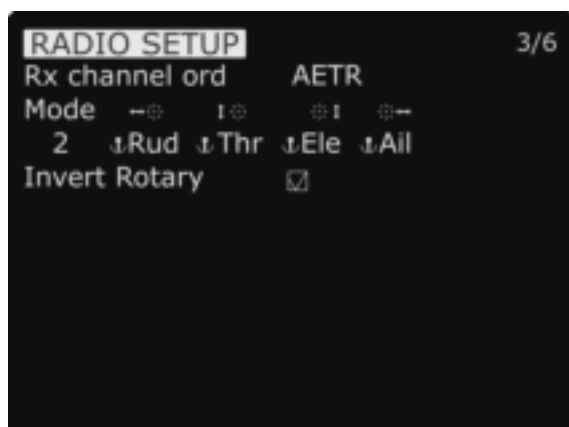 RADIO SETUP 3/6
Rx channel ord AETR
Mode
2 Rud Thr Ele Ail
Invert Rotary